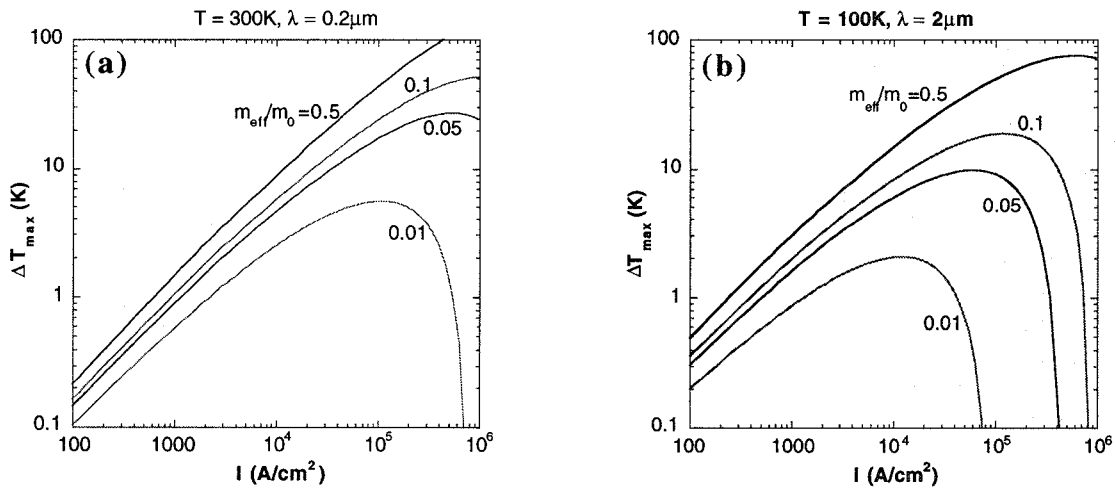 T = 300K, λ = 0.2μm
(a)
m_eff/m_0=0.5
0.1
0.05
0.01
100
10
1
0.1
ΔT_max (K)
100 1000 10^4 10^5 10^6
I (A/cm^2)
T = 100K, λ = 2μm
(b)
m_eff/m_0=0.5
0.1
0.05
0.01
100
10
1
0.1
ΔT_max (K)
100 1000 10^4 10^5 10^6
I (A/cm^2)